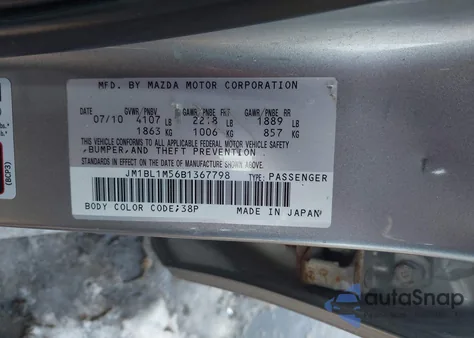 MFD. BY MAZDA MOTOR CORPORATION
DATE GVWR/PNBV GAWR/PNBE FRT GAWR/PNBE RR
07/10 4107 LB 2218 LB 1889 LB
1863 KG 1006 KG 857 KG
THIS VEHICLE CONFORMS TO ALL APPLICABLE FEDERAL MOTOR VEHICLE SAFETY
, BUMPER, AND THEFT PREVENTION
STANDARDS IN EFFECT ON THE DATE OF MANUFACTURE SHOWN ABOVE.
JM1BL1M56B1367798 TYPE: PASSENGER
BODY COLOR CODE;38P MADE IN JAPAN
(BCP3)
autoSnap